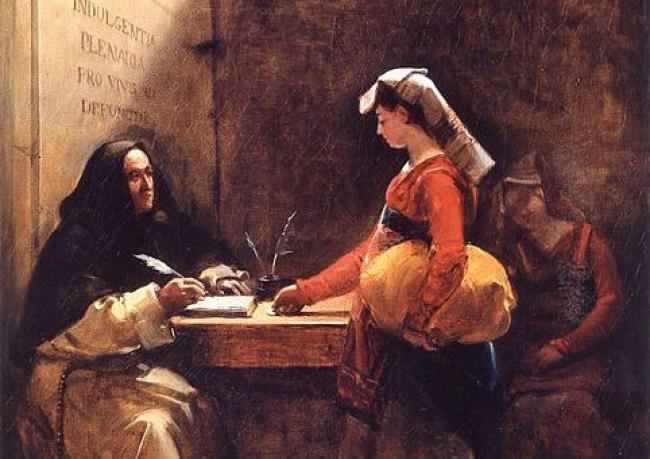 INDULGENTIA
PLENARIA
PRO VIVIS
DEFUNCTIS